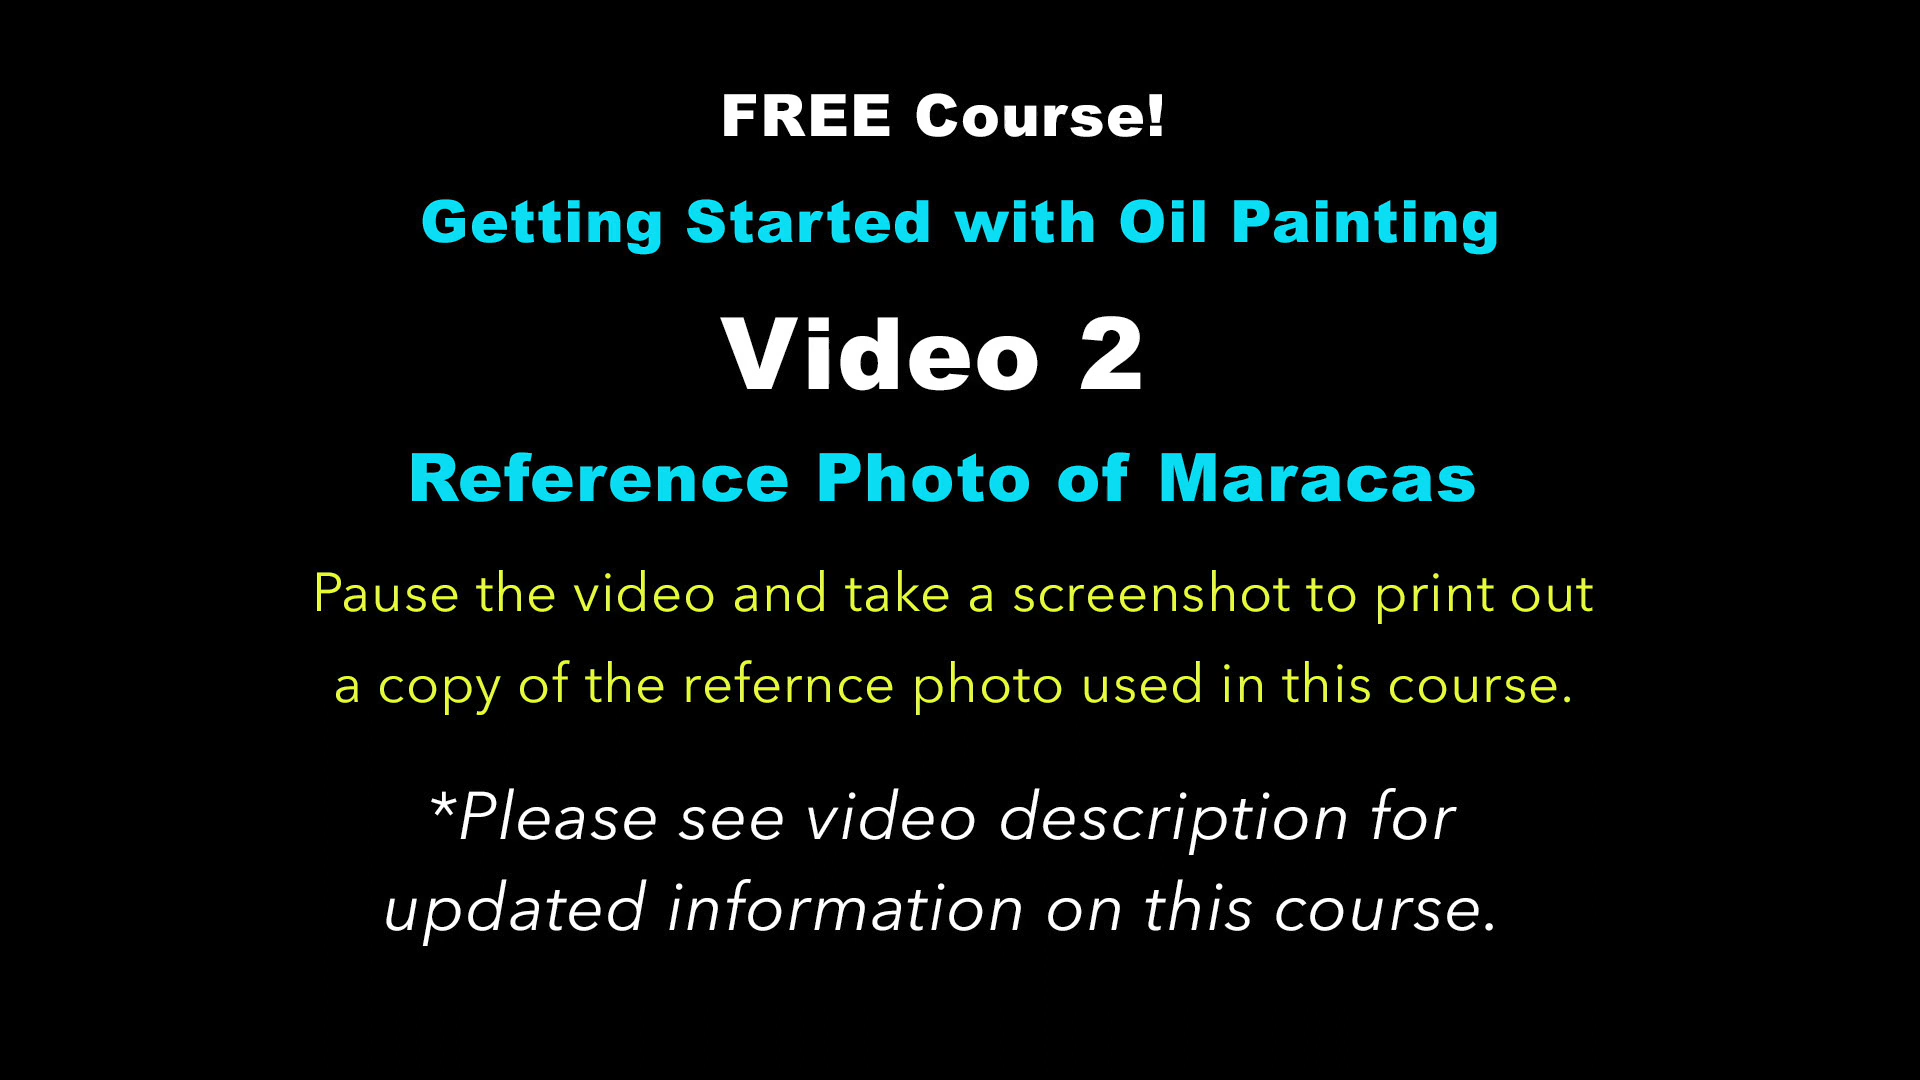 FREE Course!
Getting Started with Oil Painting
Video 2
Reference Photo of Maracas
Pause the video and take a screenshot to print out
a copy of the refernce photo used in this course.
*Please see video description for
updated information on this course.